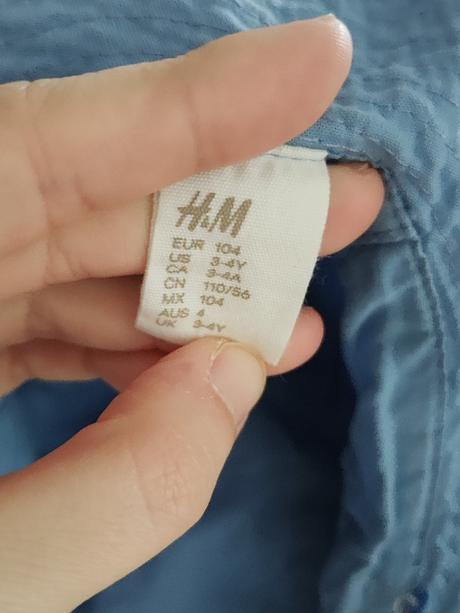 H&M
EUR 104
US 3-4Y
CA 3-4A
CN 110/56
MX 104
AUS 4
UK 3-4Y